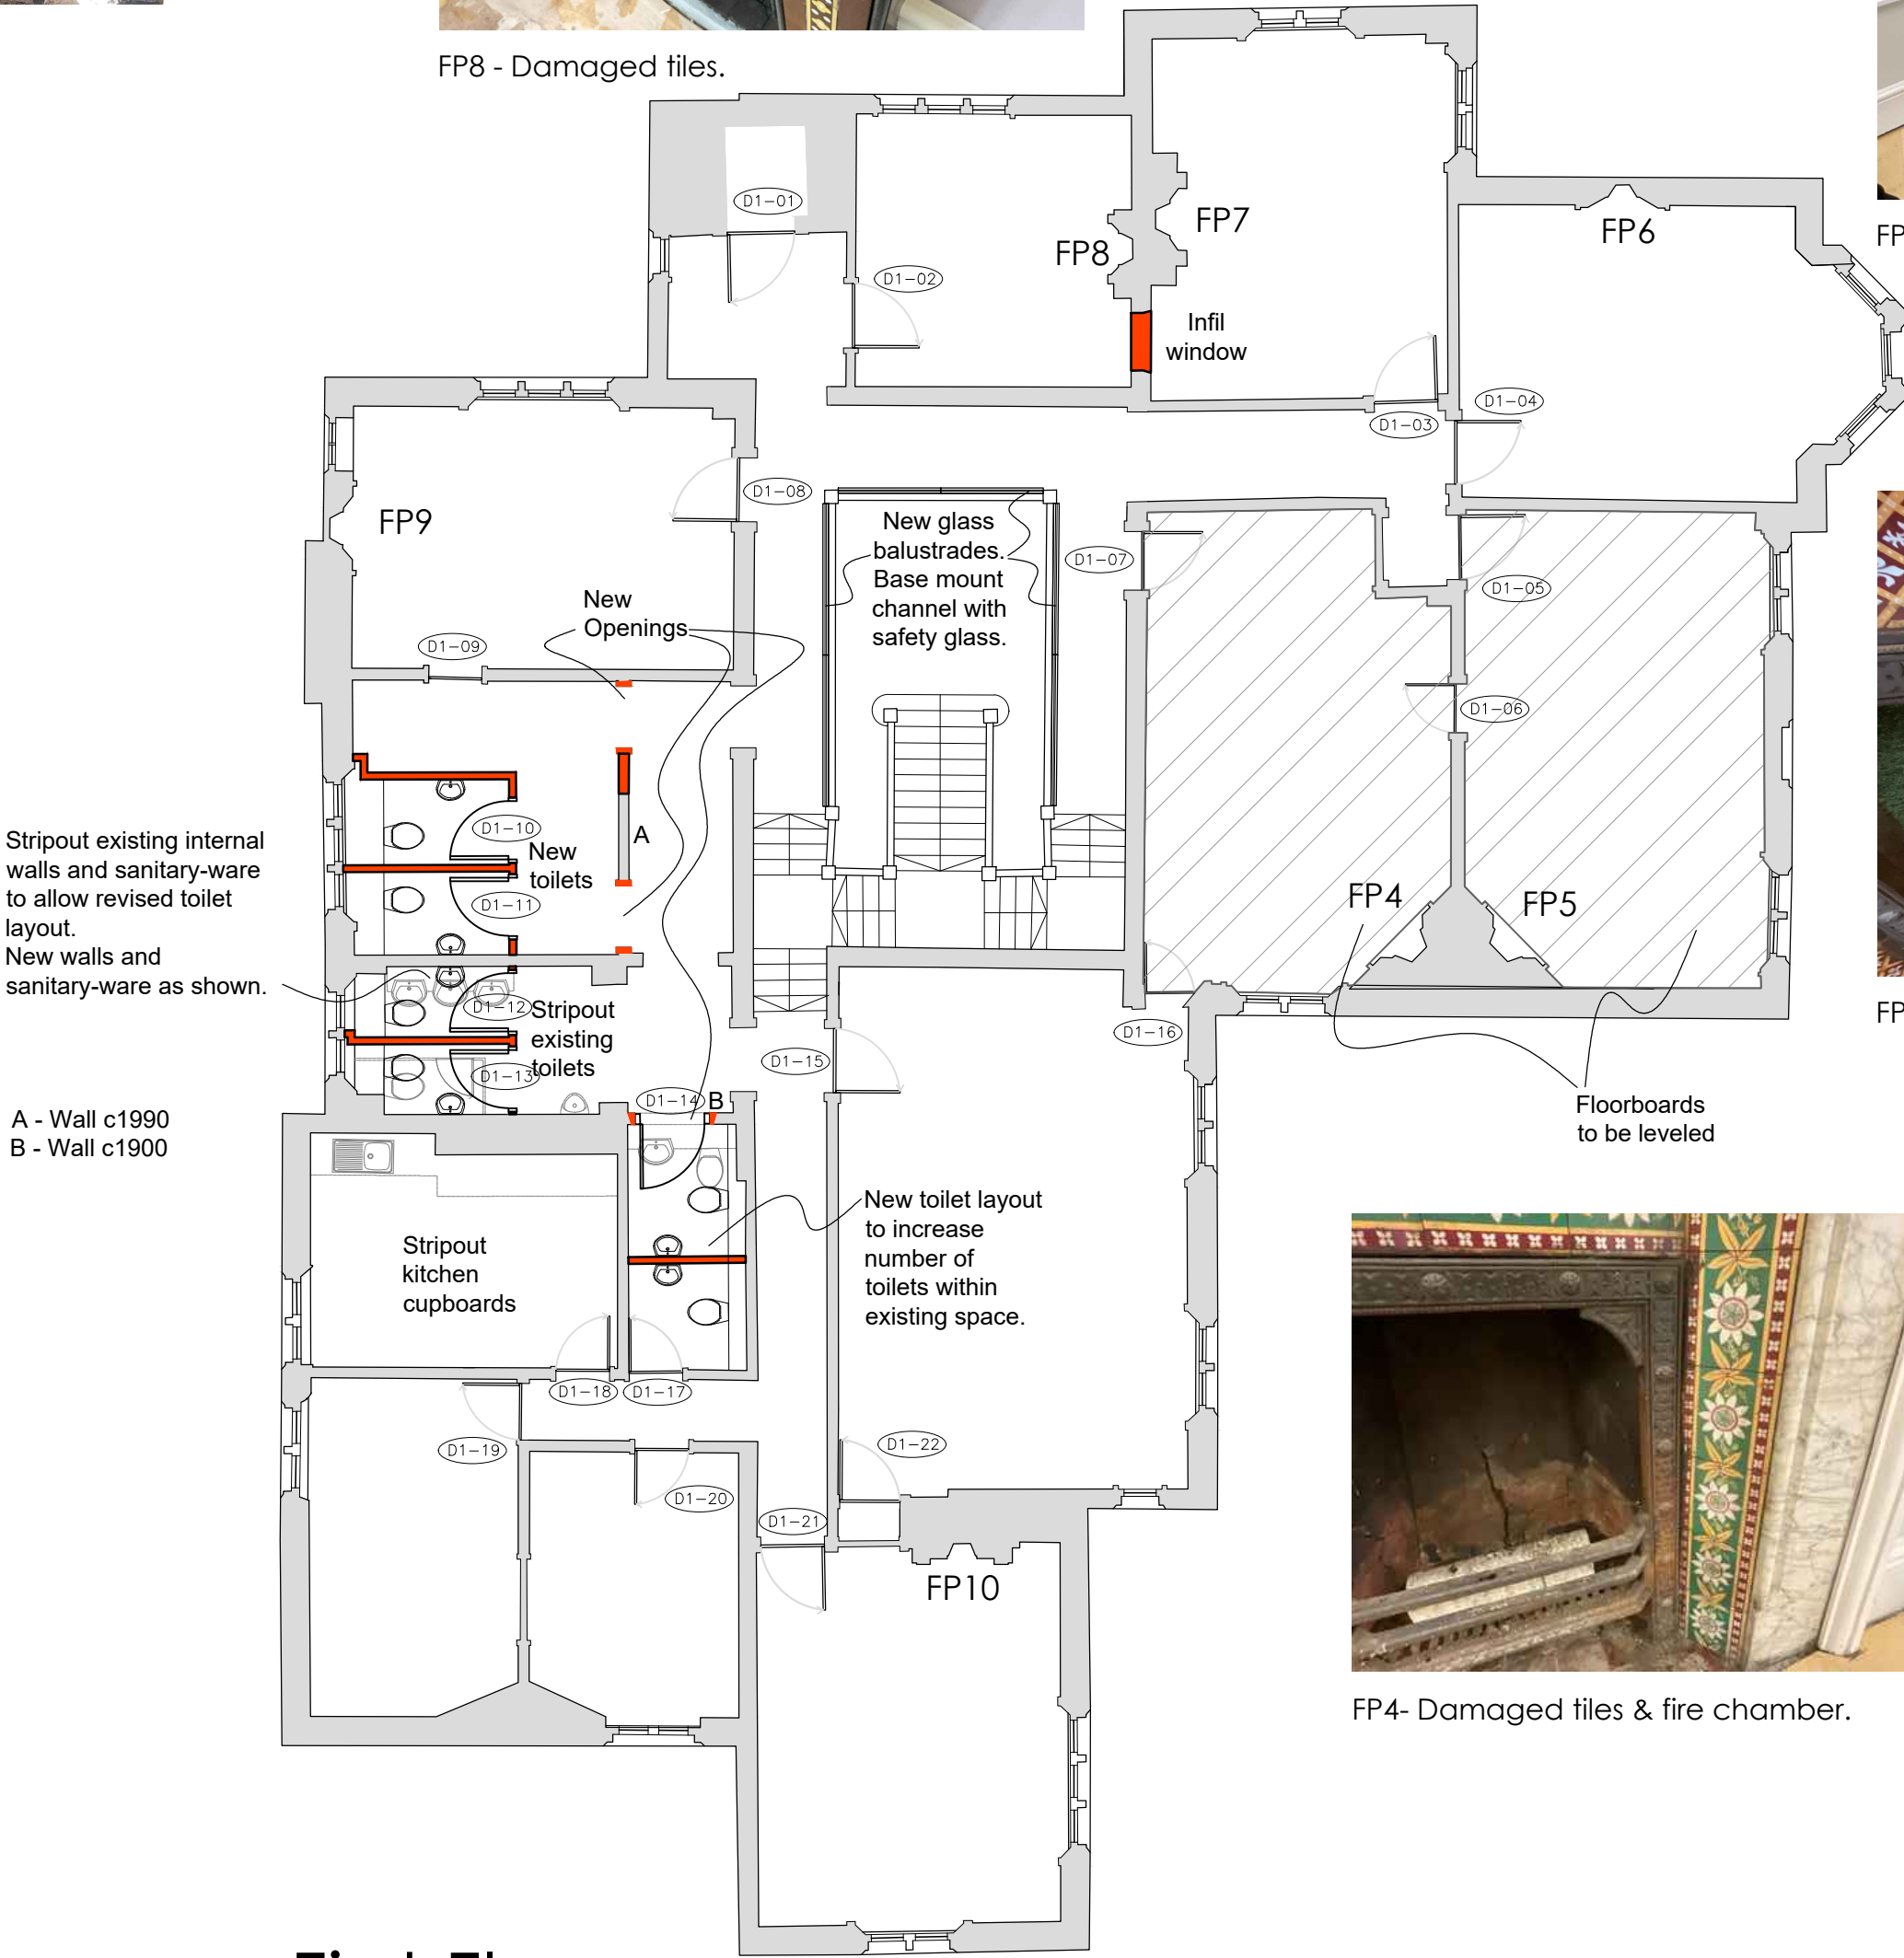 FP8 - Damaged tiles.
D1-01
FP7
FP6
FP
FP8
D1-02
Infil
window
D1-04
D1-03
D1-08
FP9
New glass
balustrades.
Base mount
channel with
safety glass.
D1-07
D1-05
New
Openings
D1-09
D1-06
Stripout existing internal
walls and sanitary-ware
to allow revised toilet
layout.
New walls and
sanitary-ware as shown.
D1-10
A
New
toilets
D1-11
FP4
FP5
D1-12
Stripout
existing
toilets
D1-13
D1-15
D1-16
FP
A - Wall c1990
B - Wall c1900
D1-14
B
Floorboards
to be leveled
New toilet layout
to increase
number of
toilets within
existing space.
Stripout
kitchen
cupboards
D1-18
D1-17
D1-19
D1-22
D1-20
D1-21
FP10
FP4- Damaged tiles & fire chamber.